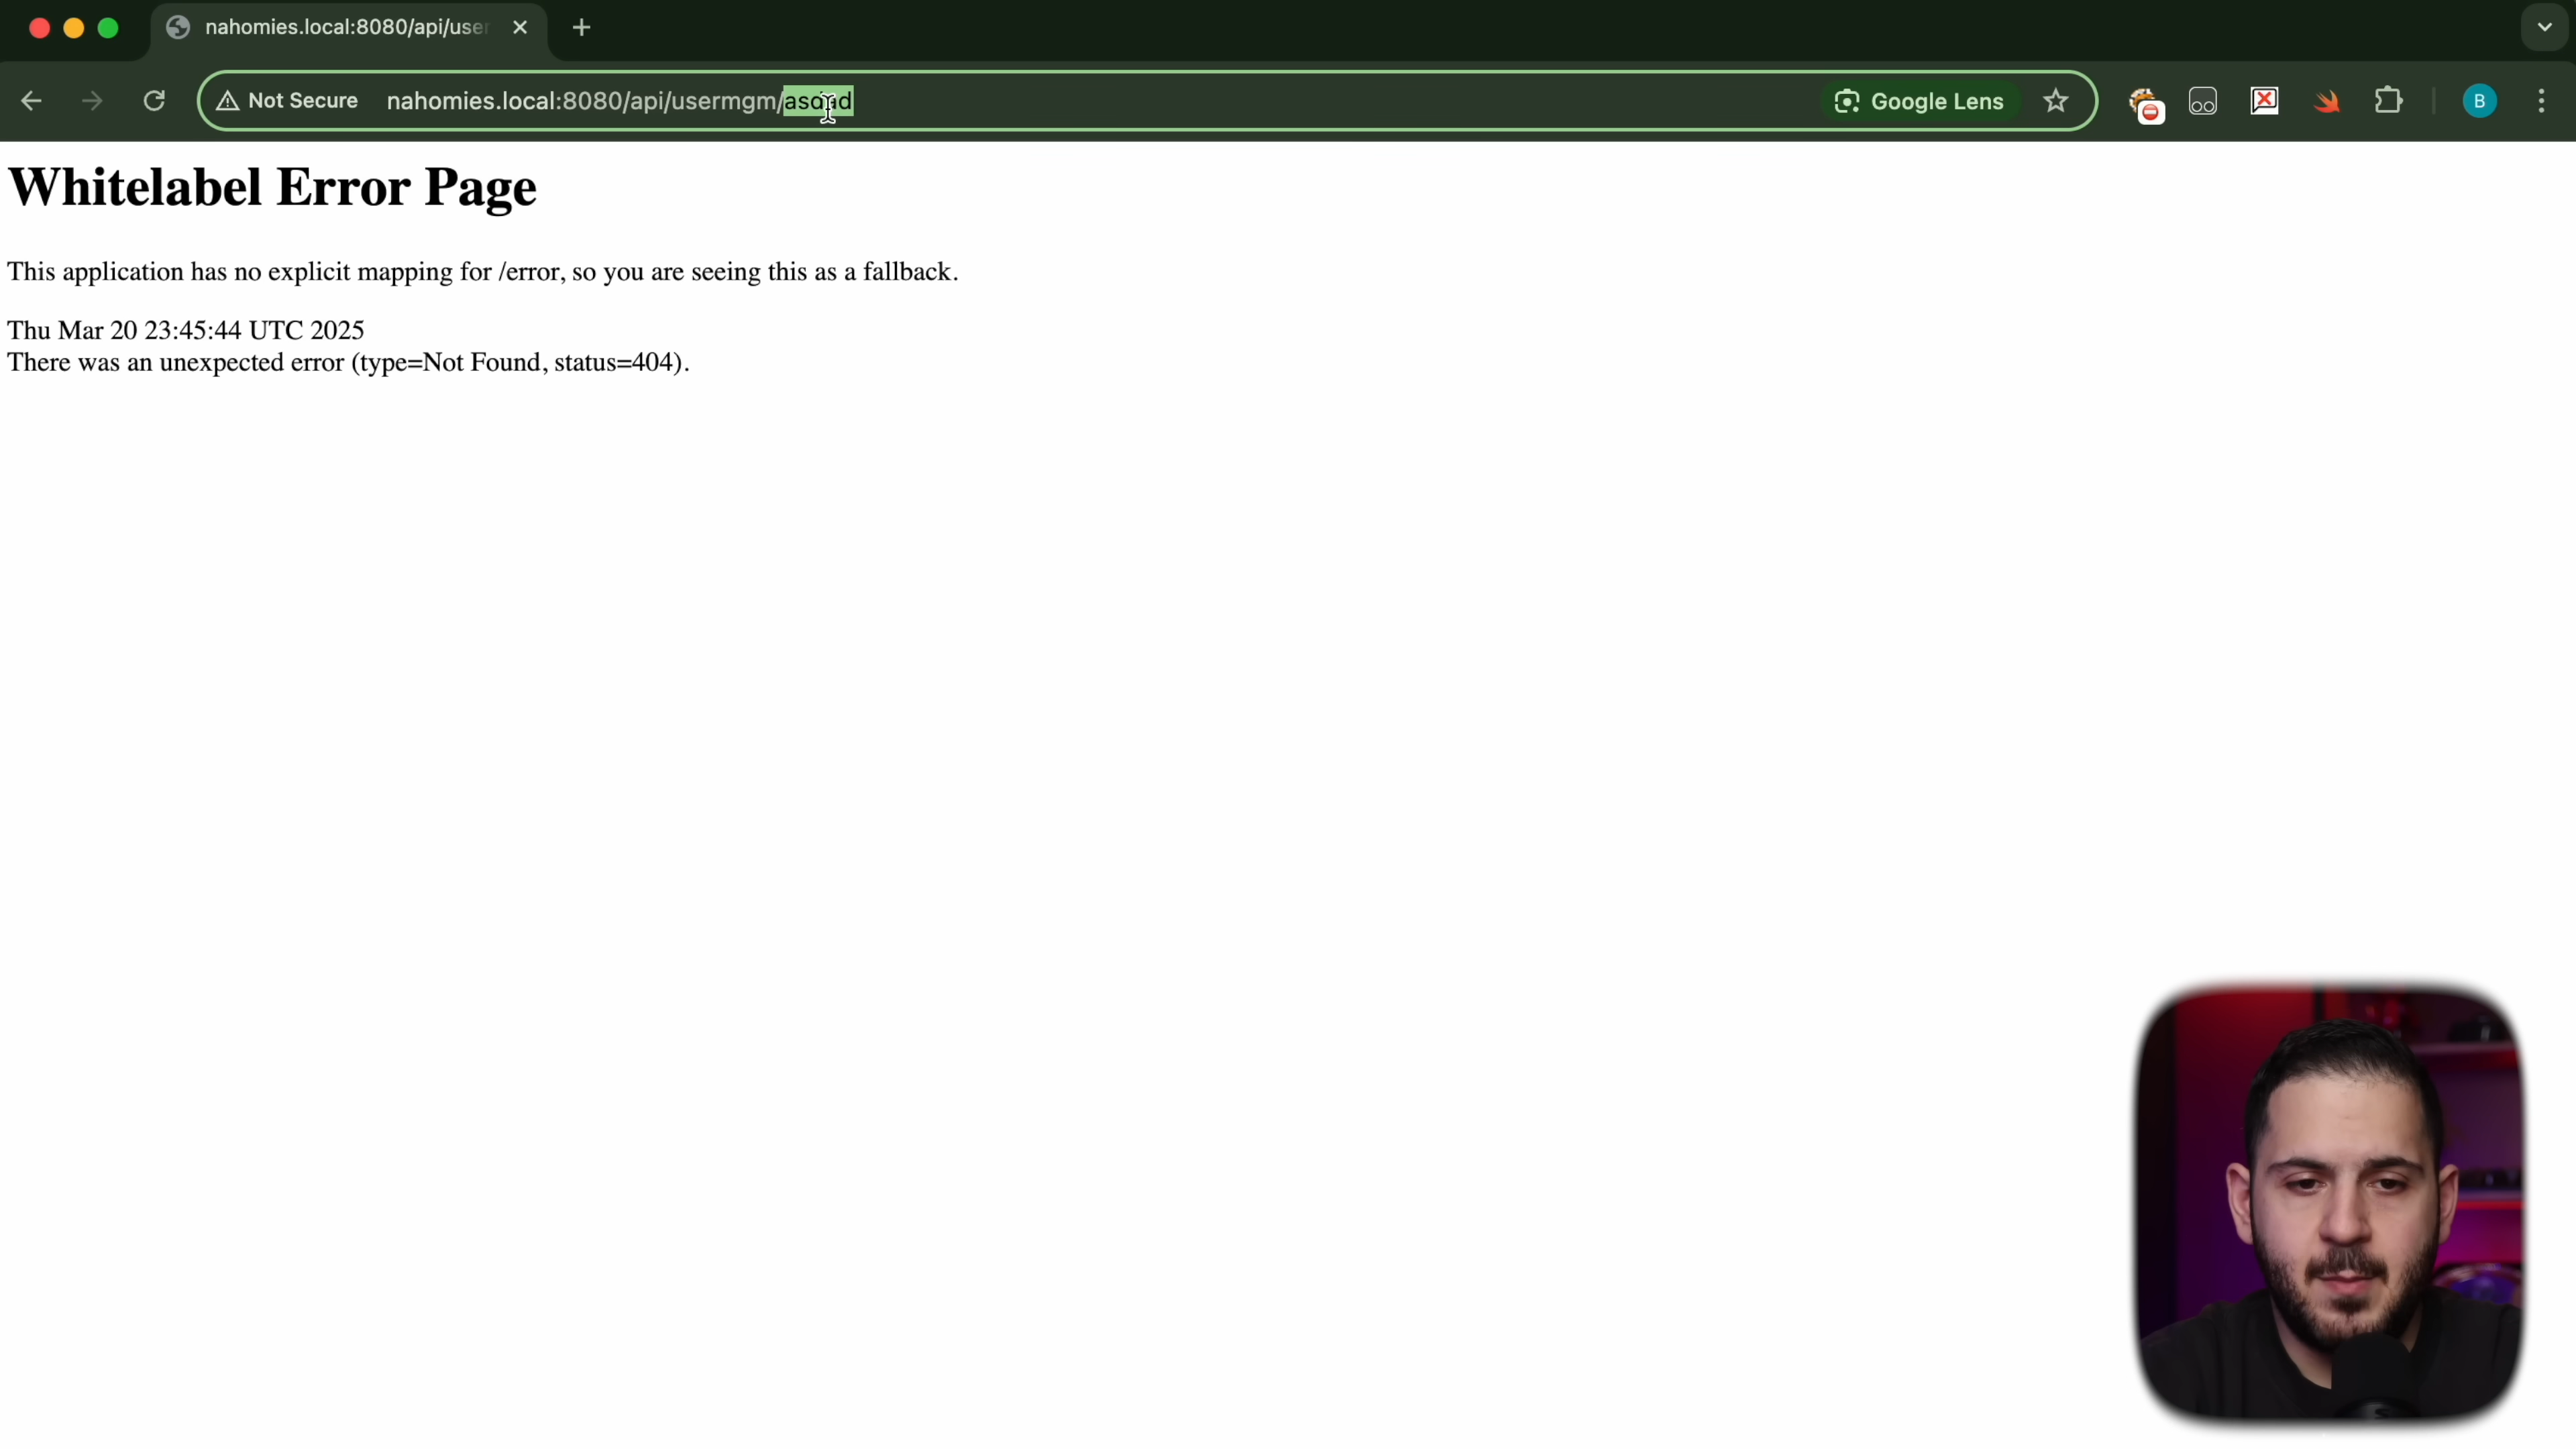 nahomies.local:8080/api/user
Not Secure
nahomies.local:8080/api/usermgm/
Google Lens
B
Whitelabel Error Page
This application has no explicit mapping for /error, so you are seeing this as a fallback.
Thu Mar 20 23:45:44 UTC 2025
There was an unexpected error (type=Not Found, status=404).